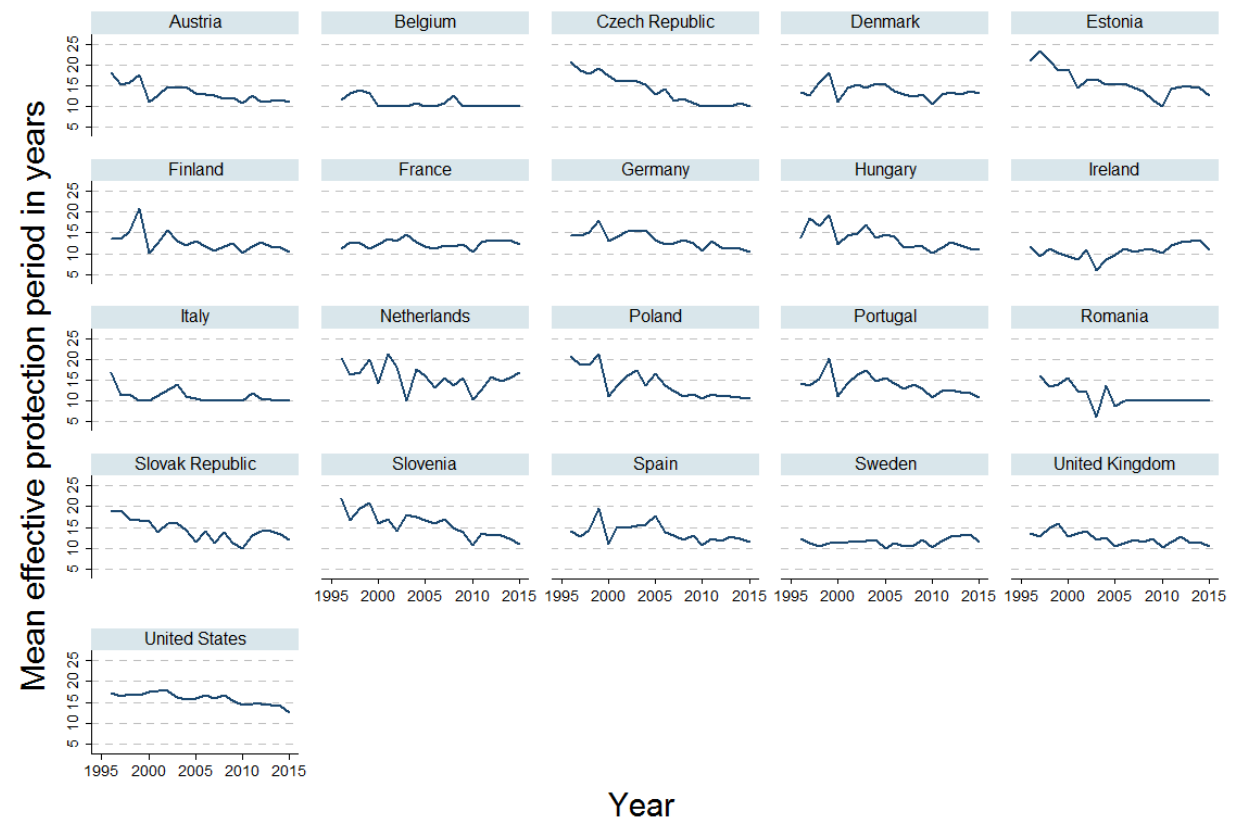 Mean effective protection period in years
Austria Belgium Czech Republic Denmark Estonia
25
20
15
10
5
Finland France Germany Hungary Ireland
25
20
15
10
5
Italy Netherlands Poland Portugal Romania
25
20
15
10
5
Slovak Republic Slovenia Spain Sweden United Kingdom
25
20
15
10
5
1995 2000 2005 2010 2015 1995 2000 2005 2010 2015 1995 2000 2005 2010 2015 1995 2000 2005 2010 2015
United States
25
20
15
10
5
1995 2000 2005 2010 2015
Year